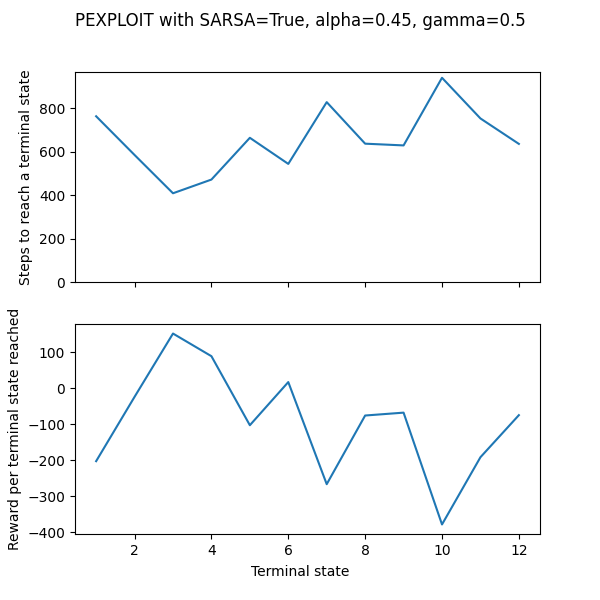 PEXPLOIT with SARSA=True, alpha=0.45, gamma=0.5
Steps to reach a terminal state
800
600
400
200
0
Reward per terminal state reached
100
0
−100
−200
−300
−400
2 4 6 8 10 12
Terminal state